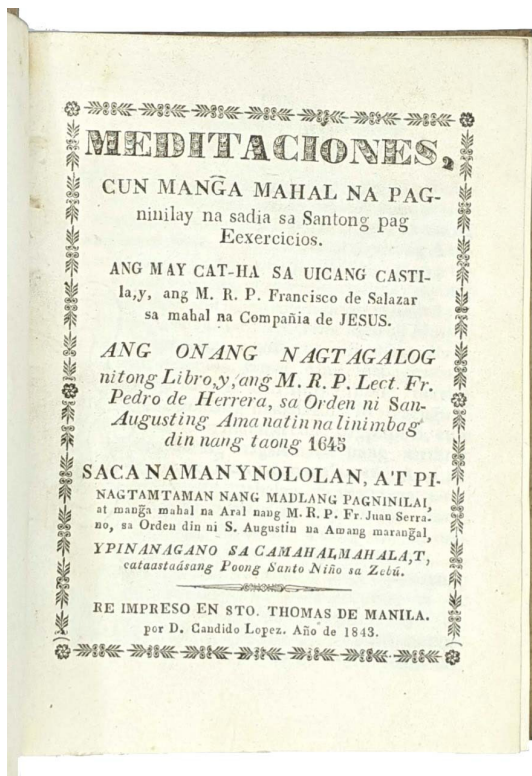 MEDITACIONES,
CUN MANG̃A MAHAL NA PAG-
ninilay na sadia sa Santong pag
Eexercicios.
ANG MAY CAT-HA SA UICANG CASTI-
la,y, ang M. R. P. Francisco de Salazar
sa mahal na Compañia de JESUS.
ANG ONANG NAGTAGALOG
nitong Libro,y, ang M. R. P. Lect. Fr.
Pedro de Herrera, sa Orden ni San-
Augusting Ama natin na linimbag
din nang taong 1645
SACA NAMAN YNOLOLAN, A'T PI-
NAGTAMTAMAN NANG MADLANG PAGNINILAI,
at mang̃a mahal na Aral nang M. R. P. Fr. Juan Serra-
no, sa Orden din ni S. Augustin na Amang marang̃al,
YPINANAGANO SA CAMAHALMAHALA,T,
cataastaásang Poong Santo Niño sa Zebú.
RE IMPRESO EN STO. THOMAS DE MANILA.
por D. Candido Lopez. Año de 1843.